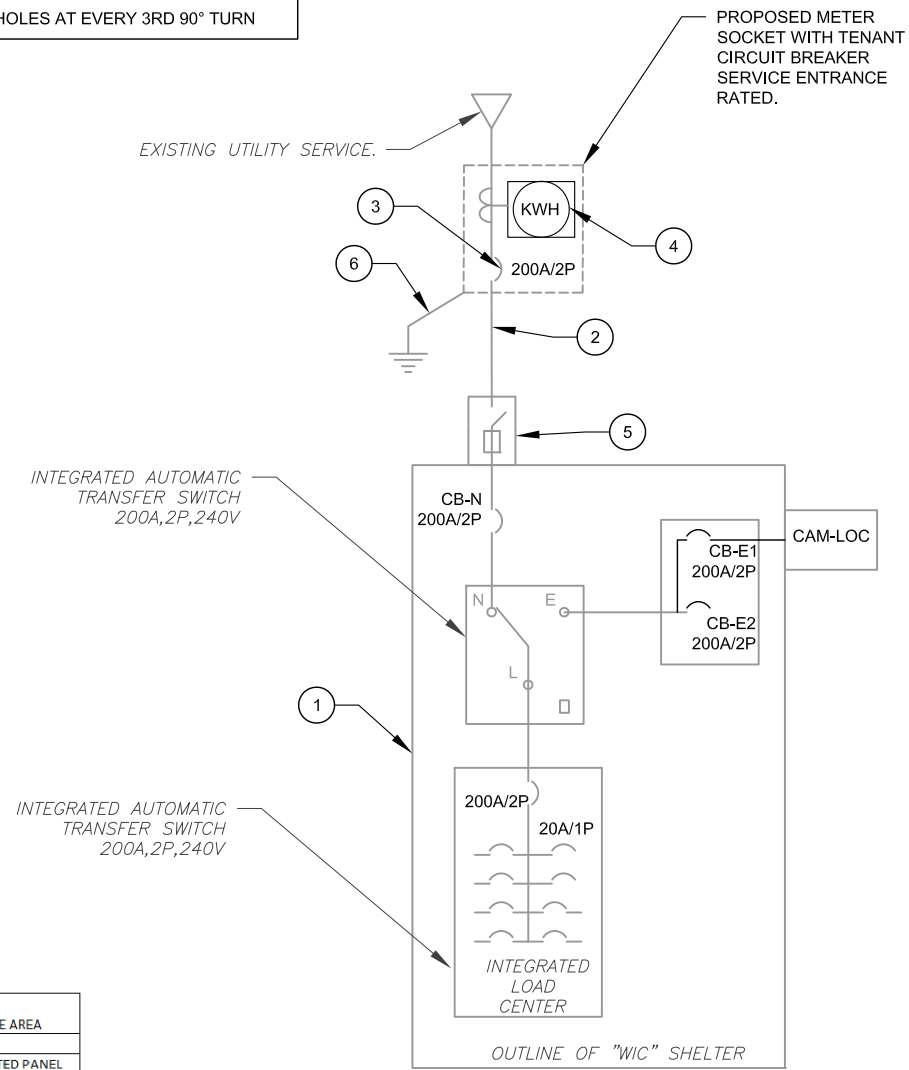 HOLES AT EVERY 3RD 90° TURN
PROPOSED METER
SOCKET WITH TENANT
CIRCUIT BREAKER
SERVICE ENTRANCE
RATED.
EXISTING UTILITY SERVICE.
3
KWH
4
6
200A/2P
2
5
INTEGRATED AUTOMATIC
TRANSFER SWITCH
200A,2P,240V
CB-N
200A/2P
CAM-LOC
CB-E1
200A/2P
N
E
CB-E2
200A/2P
L
1
INTEGRATED AUTOMATIC
TRANSFER SWITCH
200A,2P,240V
200A/2P
20A/1P
INTEGRATED
LOAD
CENTER
OUTLINE OF "WIC" SHELTER
E AREA
TED PANEL